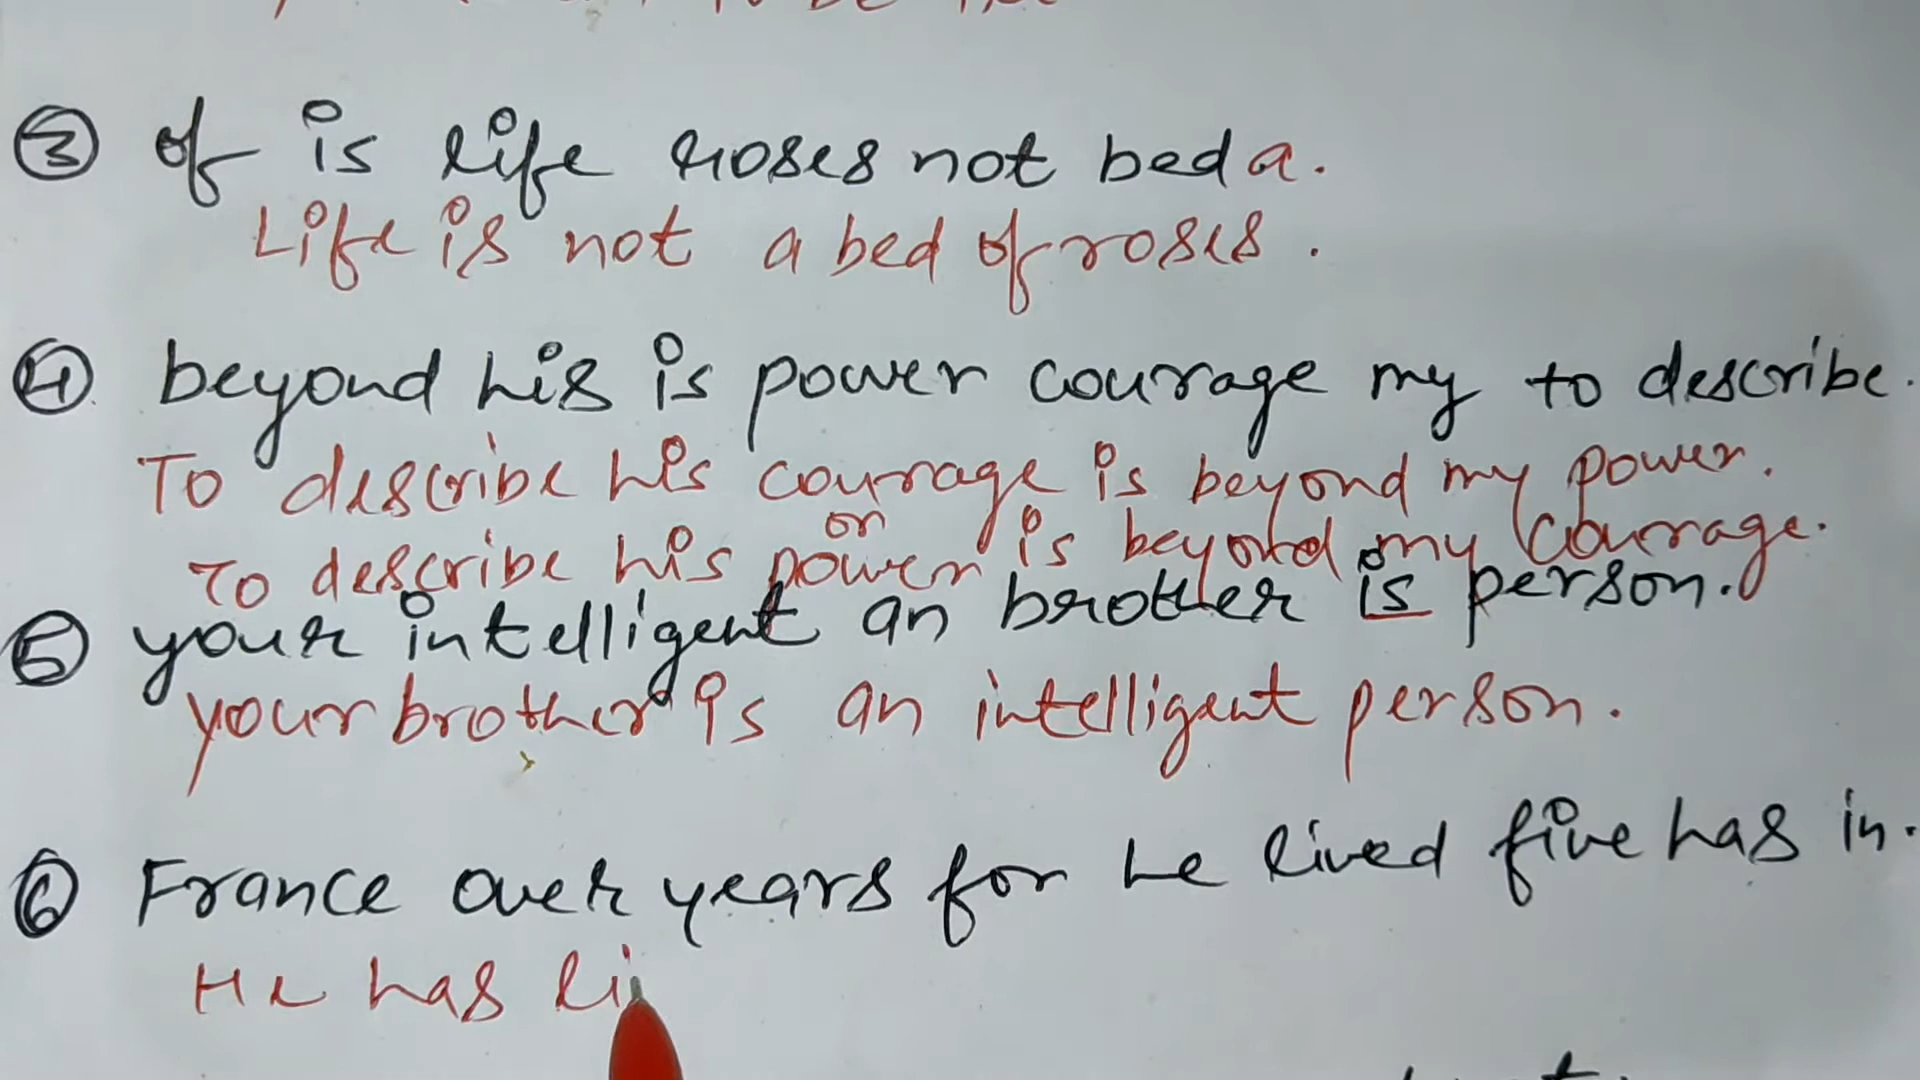 ③ of is life roses not bed a.
Life is not a bed of roses.
④ beyond his is power courage my to describe.
To describe his courage is beyond my power.
or
To describe his power is beyond my courage.
⑤ your intelligent an brother is person.
your brother is an intelligent person.
⑥ France over years for he lived five has in.
He has li